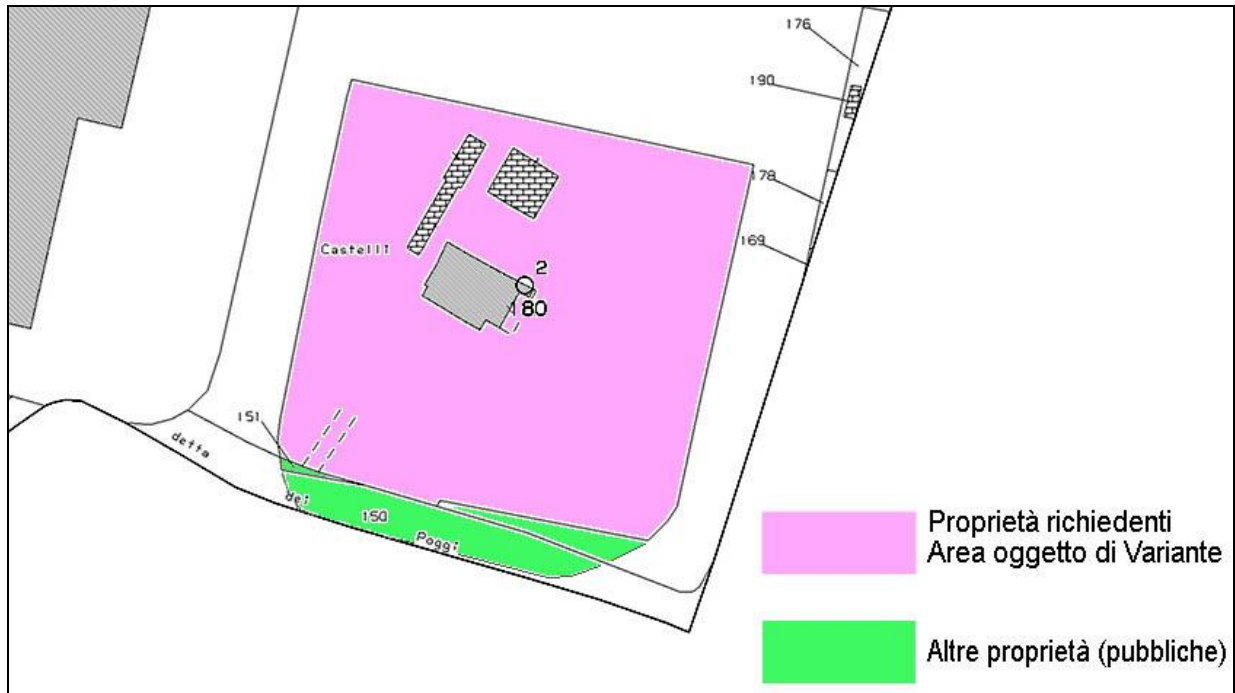 176
190
178
169
Castelli
2
180
151
detta
dei
150
Poggi
Proprietà richiedenti
Area oggetto di Variante
Altre proprietà (pubbliche)